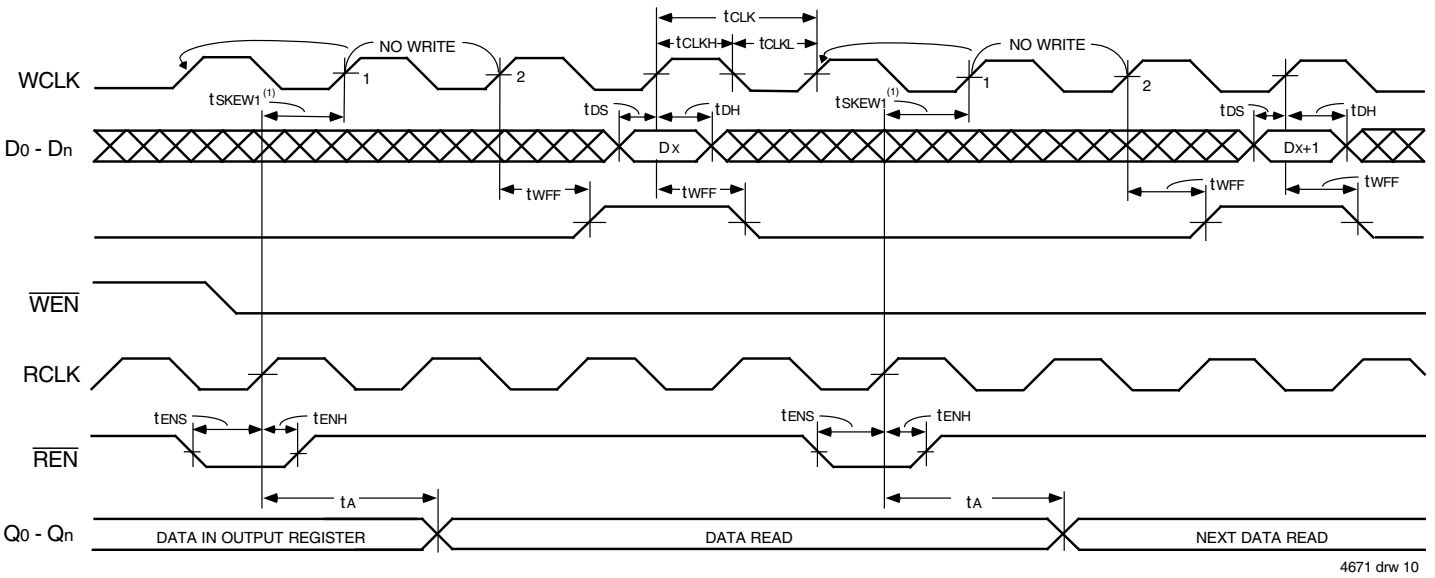 tCLK
NO WRITE
tCLKH
tCLKL
NO WRITE
WCLK
1
2
1
2
tSKEW1(1)
tDS
tDH
tSKEW1(1)
tDS
tDH
D0 - Dn
DX
DX+1
tWFF
tWFF
tWFF
tWFF
WEN
RCLK
tENS
tENH
tENS
tENH
REN
tA
tA
Q0 - Qn
DATA IN OUTPUT REGISTER
DATA READ
NEXT DATA READ
4671 drw 10